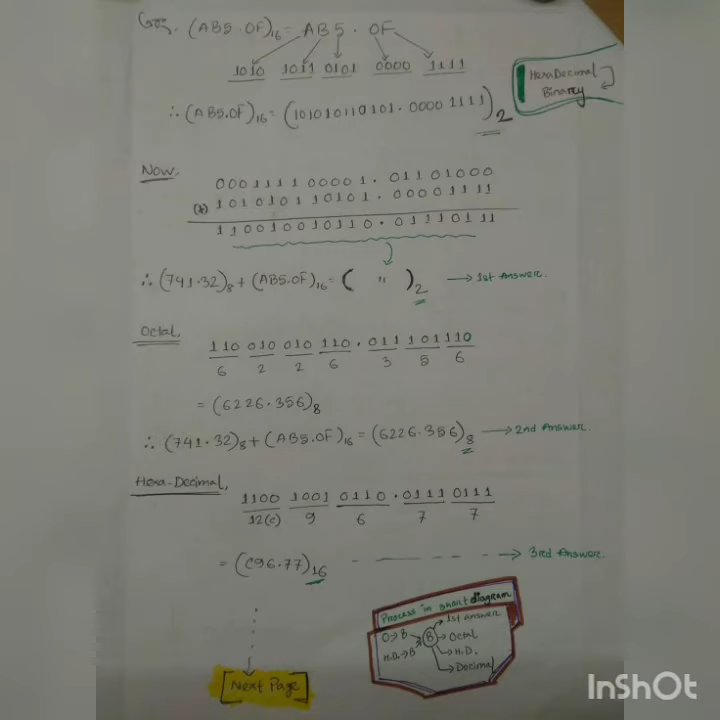 (AB5.0F)16 = AB5.0F
1010 1011 0101 0000 1111
HexaDecimal
Binary
∴ (AB5.0F)16 = (101010110101.00001111)2
Now,
000111100001.01101000
(+) 101010110101.00001111
110010010110.01110111
∴ (741.32)8 + (AB5.0F)16 = ( " )2 → 1st Answer.
Octal,
110 010 010 110 . 011 101 110
6 2 2 6 3 5 6
= (6226.356)8
∴ (741.32)8 + (AB5.0F)16 = (6226.356)8 → 2nd Answer.
Hexa-Decimal,
1100 1001 0110 . 0111 0111
12(c) 9 6 7 7
= (C96.77)16 - - - - - → 3rd Answer.
Process in short diagram
O→B
H.D.→B
B
1st answer
Octal
H.D.
Decimal
[Next Page]
InShOt